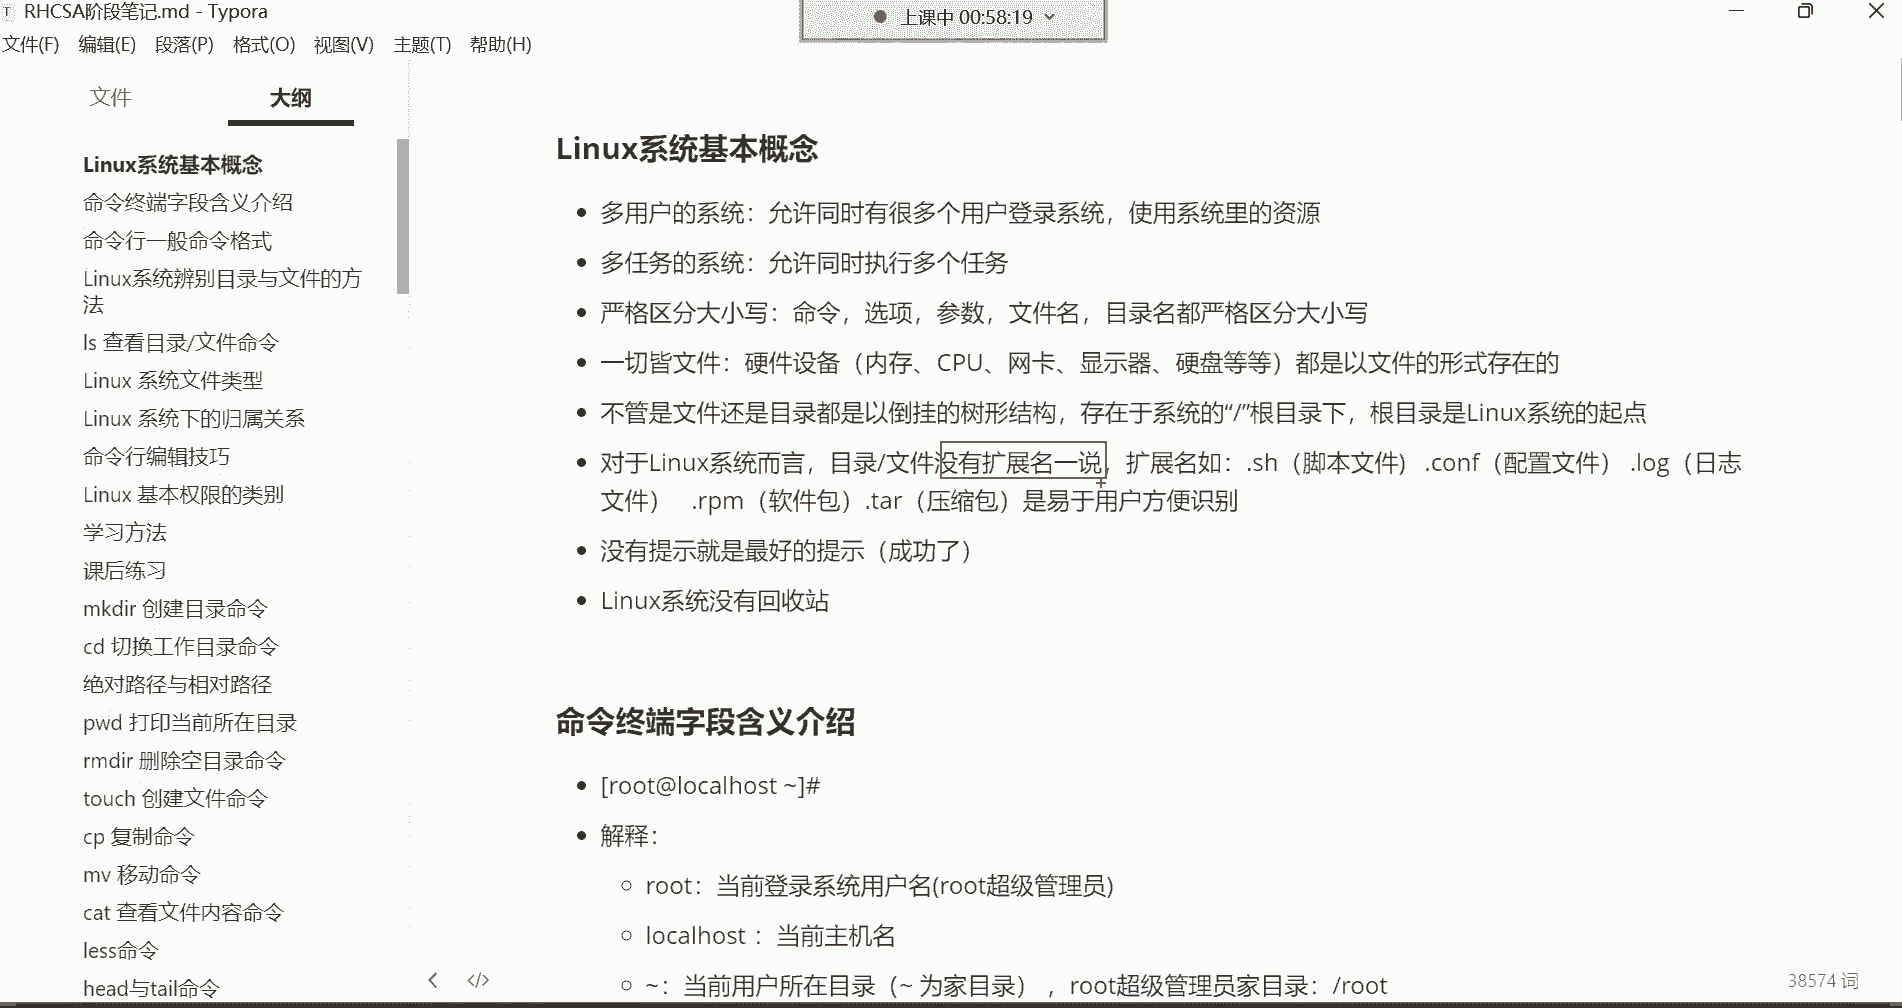 RHCSA阶段笔记.md - Typora
上课中 00:58:19
文件(F) 编辑(E) 段落(P) 格式(O) 视图(V) 主题(T) 帮助(H)
文件 大纲
Linux系统基本概念
命令终端字段含义介绍
命令行一般命令格式
Linux系统辨别目录与文件的方
法
ls 查看目录/文件命令
Linux 系统文件类型
Linux 系统下的归属关系
命令行编辑技巧
Linux 基本权限的类别
学习方法
课后练习
mkdir 创建目录命令
cd 切换工作目录命令
绝对路径与相对路径
pwd 打印当前所在目录
rmdir 删除空目录命令
touch 创建文件命令
cp 复制命令
mv 移动命令
cat 查看文件内容命令
less命令
head与tail命令
Linux系统基本概念
多用户的系统：允许同时有很多个用户登录系统，使用系统里的资源
多任务的系统：允许同时执行多个任务
严格区分大小写：命令，选项，参数，文件名，目录名都严格区分大小写
一切皆文件：硬件设备（内存、CPU、网卡、显示器、硬盘等等）都是以文件的形式存在的
不管是文件还是目录都是以倒挂的树形结构，存在于系统的“/”根目录下，根目录是Linux系统的起点
对于Linux系统而言，目录/文件没有扩展名一说，扩展名如：.sh（脚本文件）.conf（配置文件）.log（日志
文件） .rpm（软件包）.tar（压缩包）是易于用户方便识别
没有提示就是最好的提示（成功了）
Linux系统没有回收站
命令终端字段含义介绍
[root@localhost ~]#
解释：
root：当前登录系统用户名(root超级管理员)
localhost ：当前主机名
~：当前用户所在目录（~ 为家目录），root超级管理员家目录：/root
38574 词